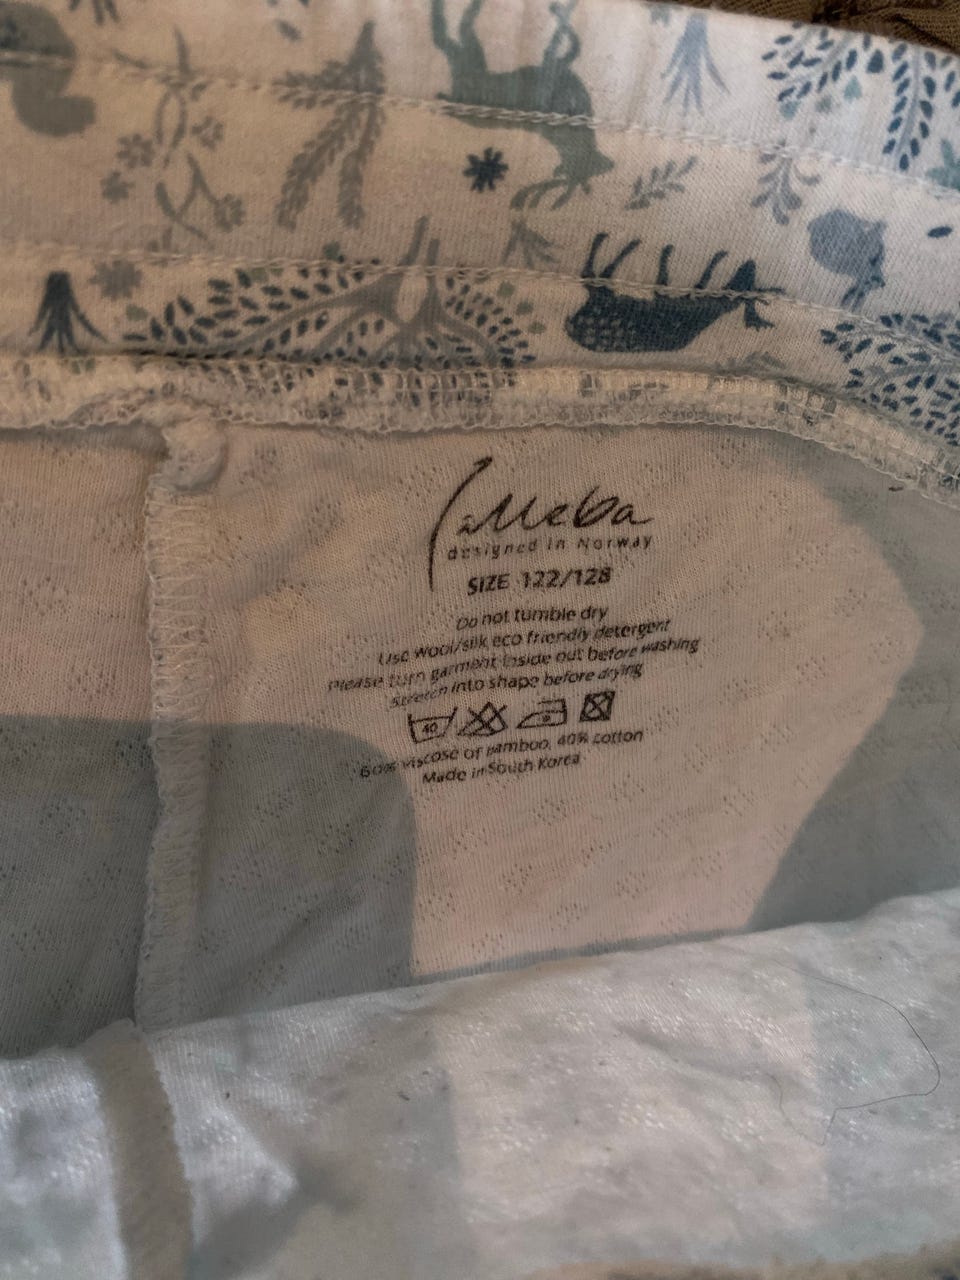 laMeba
designed in Norway
SIZE 122/128
Do not tumble dry
Use wool/silk eco friendly detergent
Please turn garment inside out before washing
Stretch into shape before drying
40
60% viscose of bamboo, 40% cotton
Made in South Korea